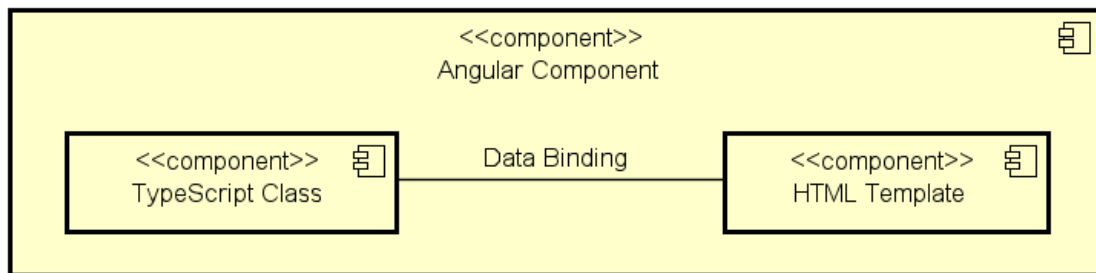 <<component>>
Angular Component
<<component>>
TypeScript Class
Data Binding
<<component>>
HTML Template